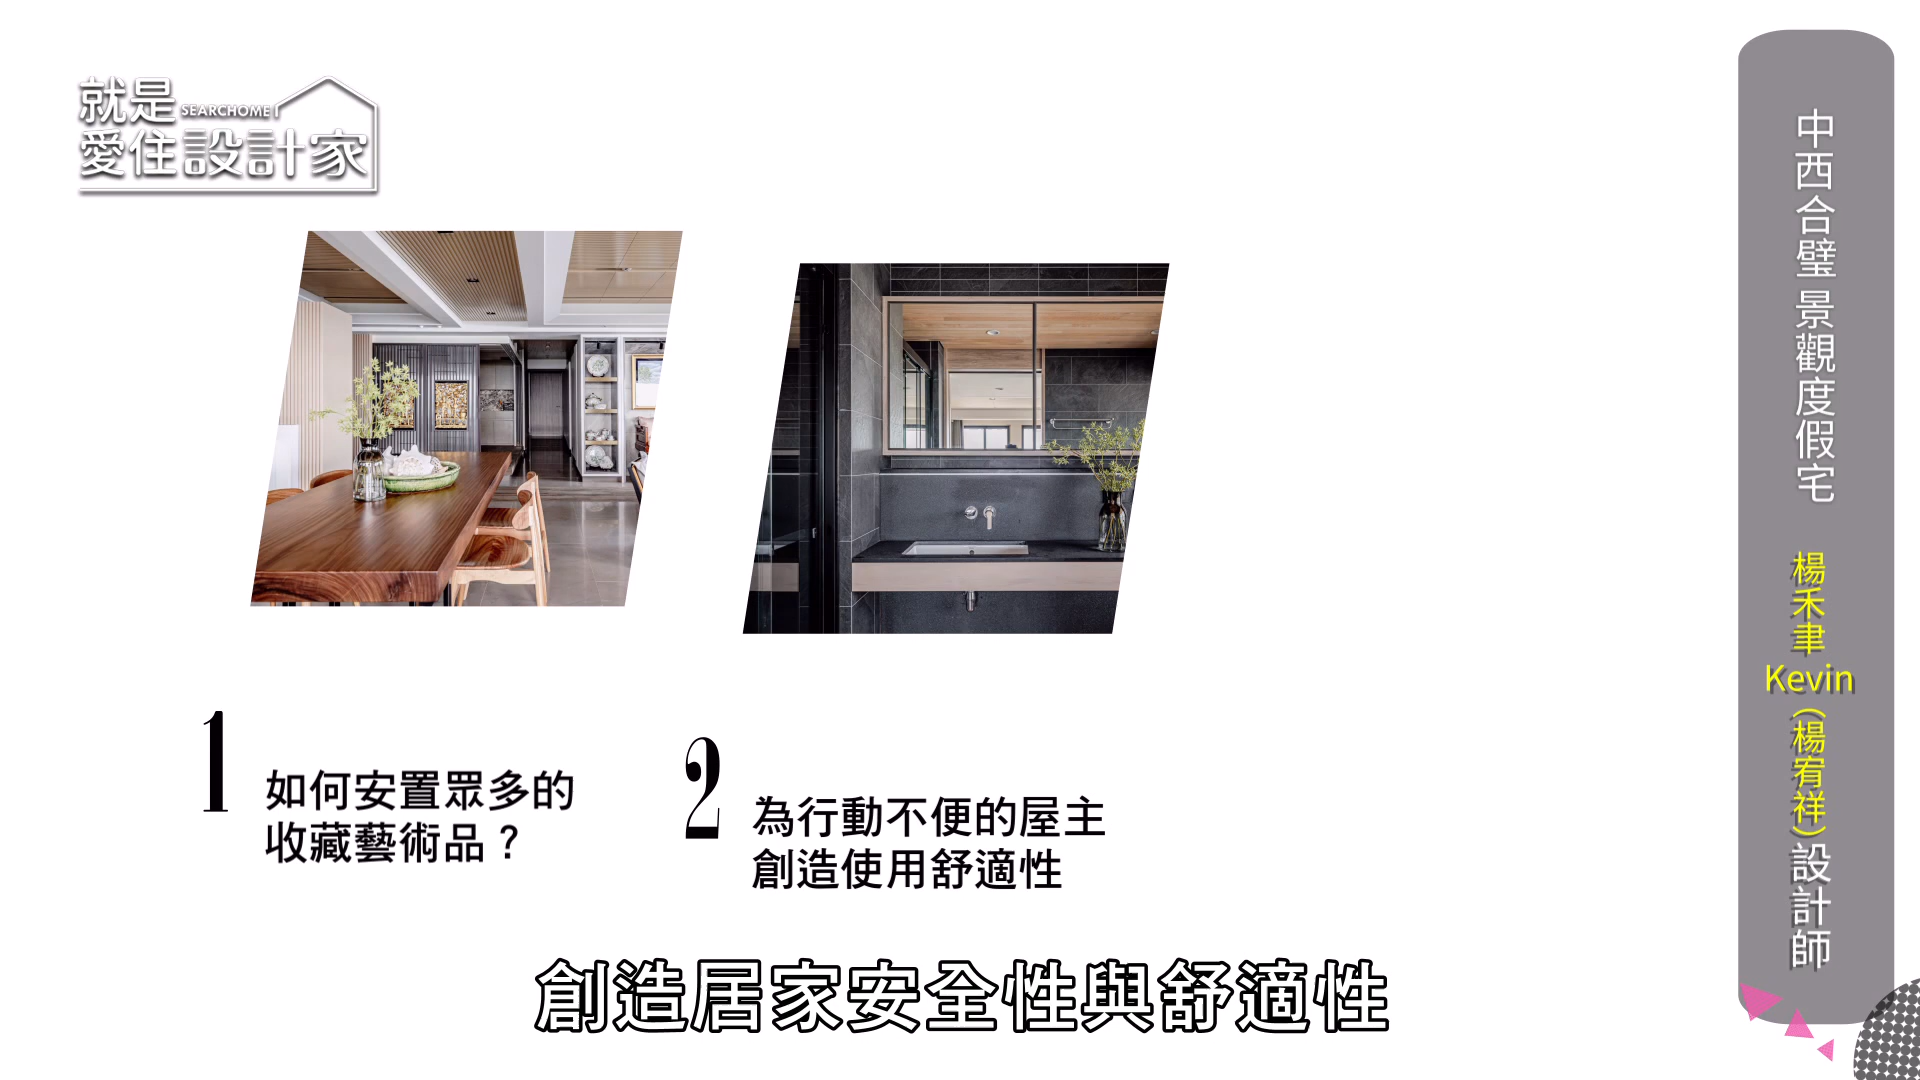 就是
SEARCHOME
愛住設計家
1
如何安置眾多的
收藏藝術品？
2
為行動不便的屋主
創造使用舒適性
創造居家安全性與舒適性
中西合璧 景觀度假宅
楊禾聿
Kevin
（楊宥祥）設計師